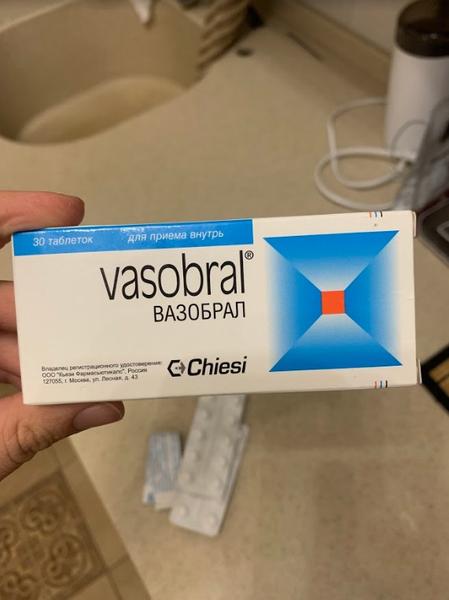 30 таблеток для приема внутрь
vasobral®
ВАЗОБРАЛ
Владелец регистрационного удостоверения:
ООО "Кьези Фармасьютикалс", Россия
127055, г. Москва, ул. Лесная, д. 43
Chiesi